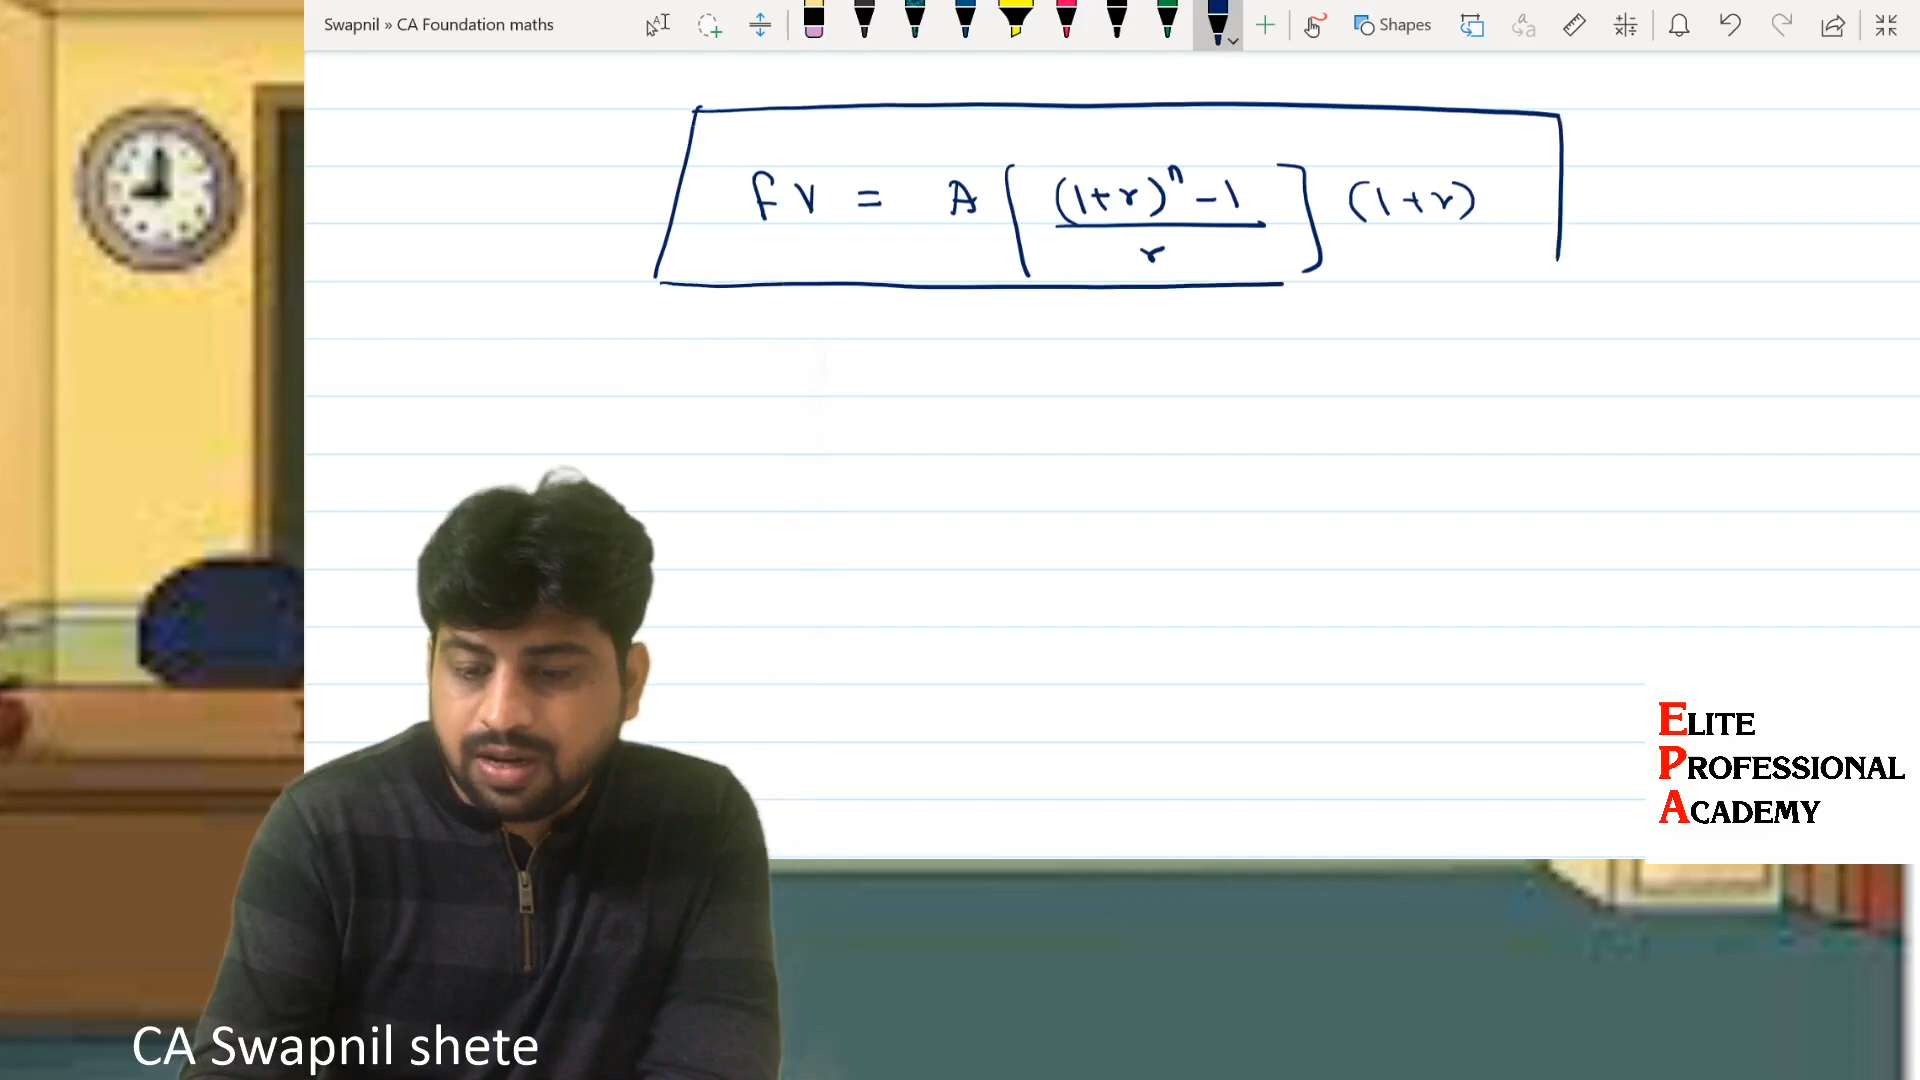 Swapnil » CA Foundation maths
Shapes
FV = A [ (1+r)^n - 1 / r ] (1+r)
ELITE
PROFESSIONAL
ACADEMY
CA Swapnil shete